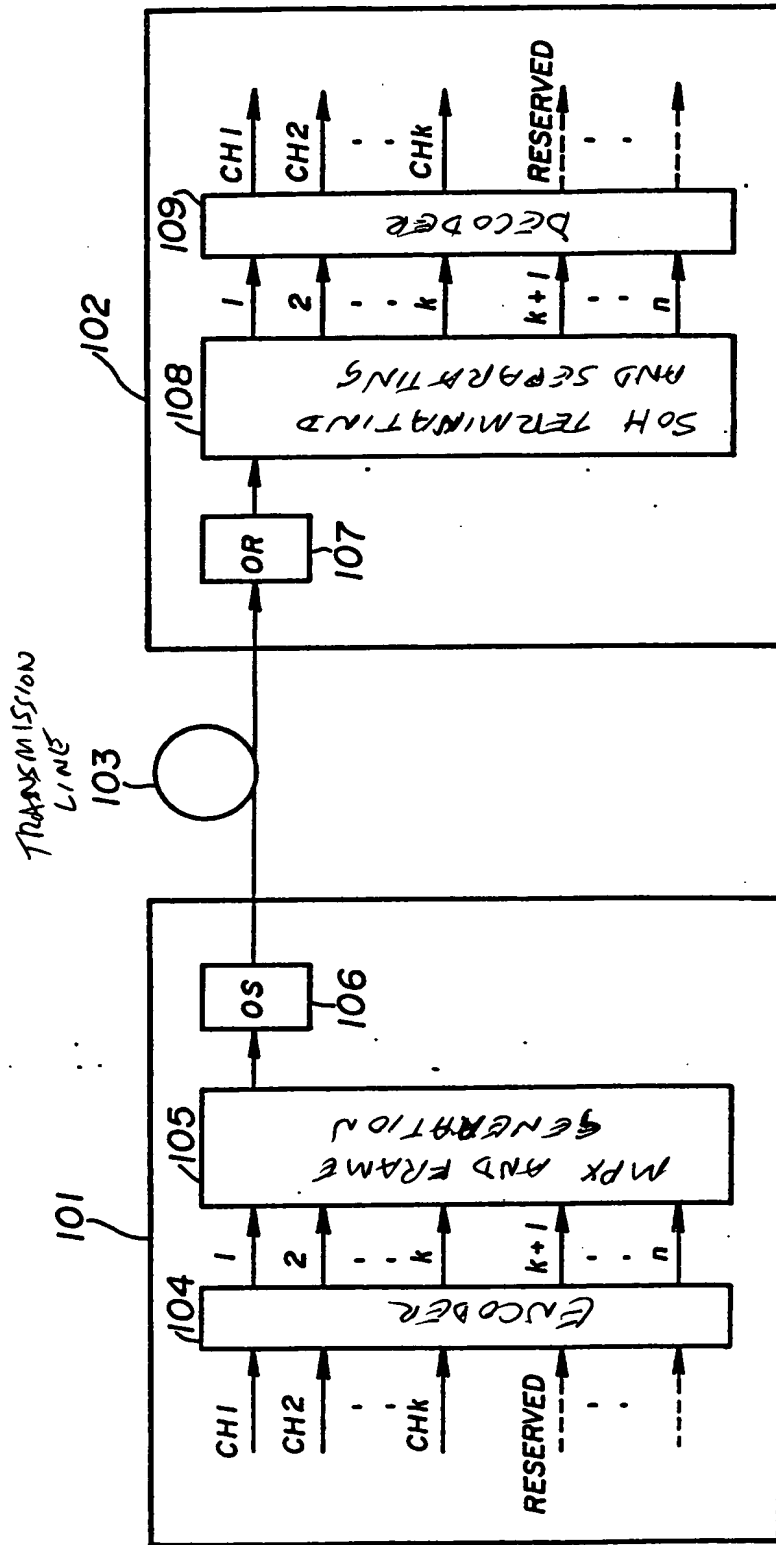 101
104
105
CH1
CH2
. .
CHk
RESERVED
. .
ENCODER
1
2
. .
k
k+1
. .
n
MPX AND FRAME
GENERATION
OS
106
TRANSMISSION
LINE
103
102
OR
107
108
SOH TERMINATIND
AND SEPARATING
1
2
. .
k
k+1
. .
n
109
DECODER
CH1
CH2
. .
CHk
RESERVED
. .